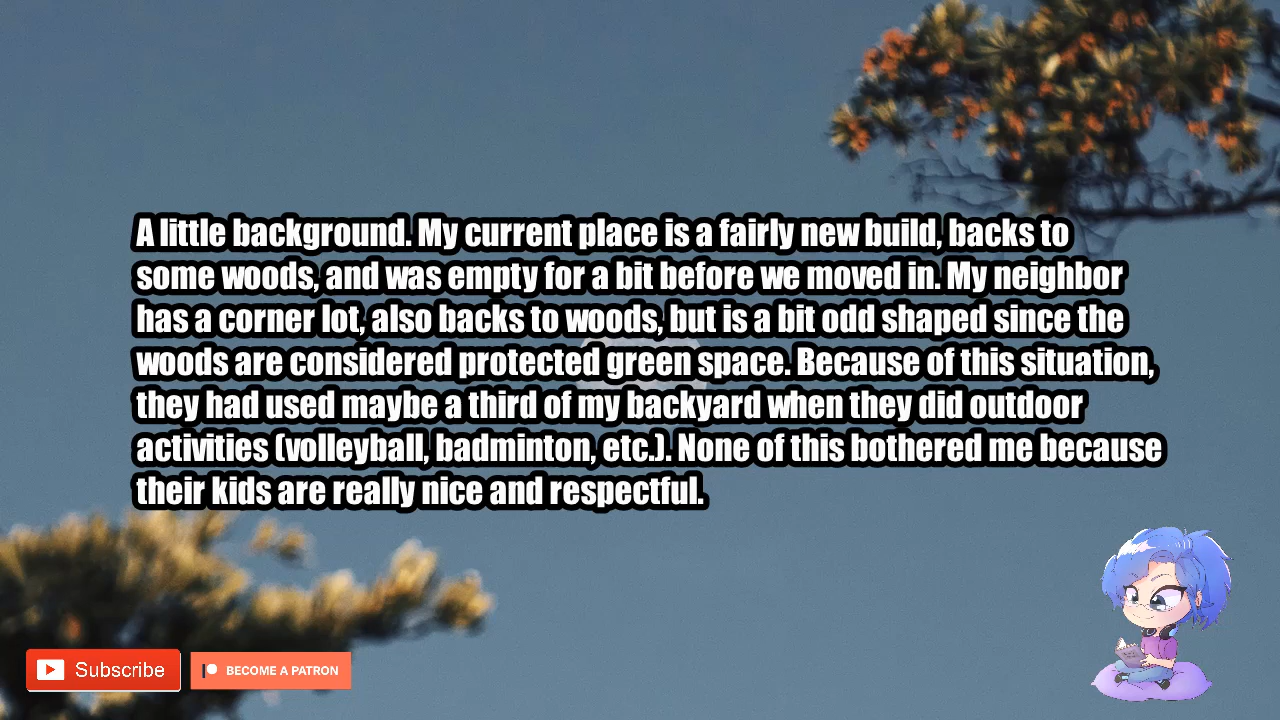 A little background. My current place is a fairly new build, backs to
some woods, and was empty for a bit before we moved in. My neighbor
has a corner lot, also backs to woods, but is a bit odd shaped since the
woods are considered protected green space. Because of this situation,
they had used maybe a third of my backyard when they did outdoor
activities (volleyball, badminton, etc.). None of this bothered me because
their kids are really nice and respectful.
Subscribe
BECOME A PATRON